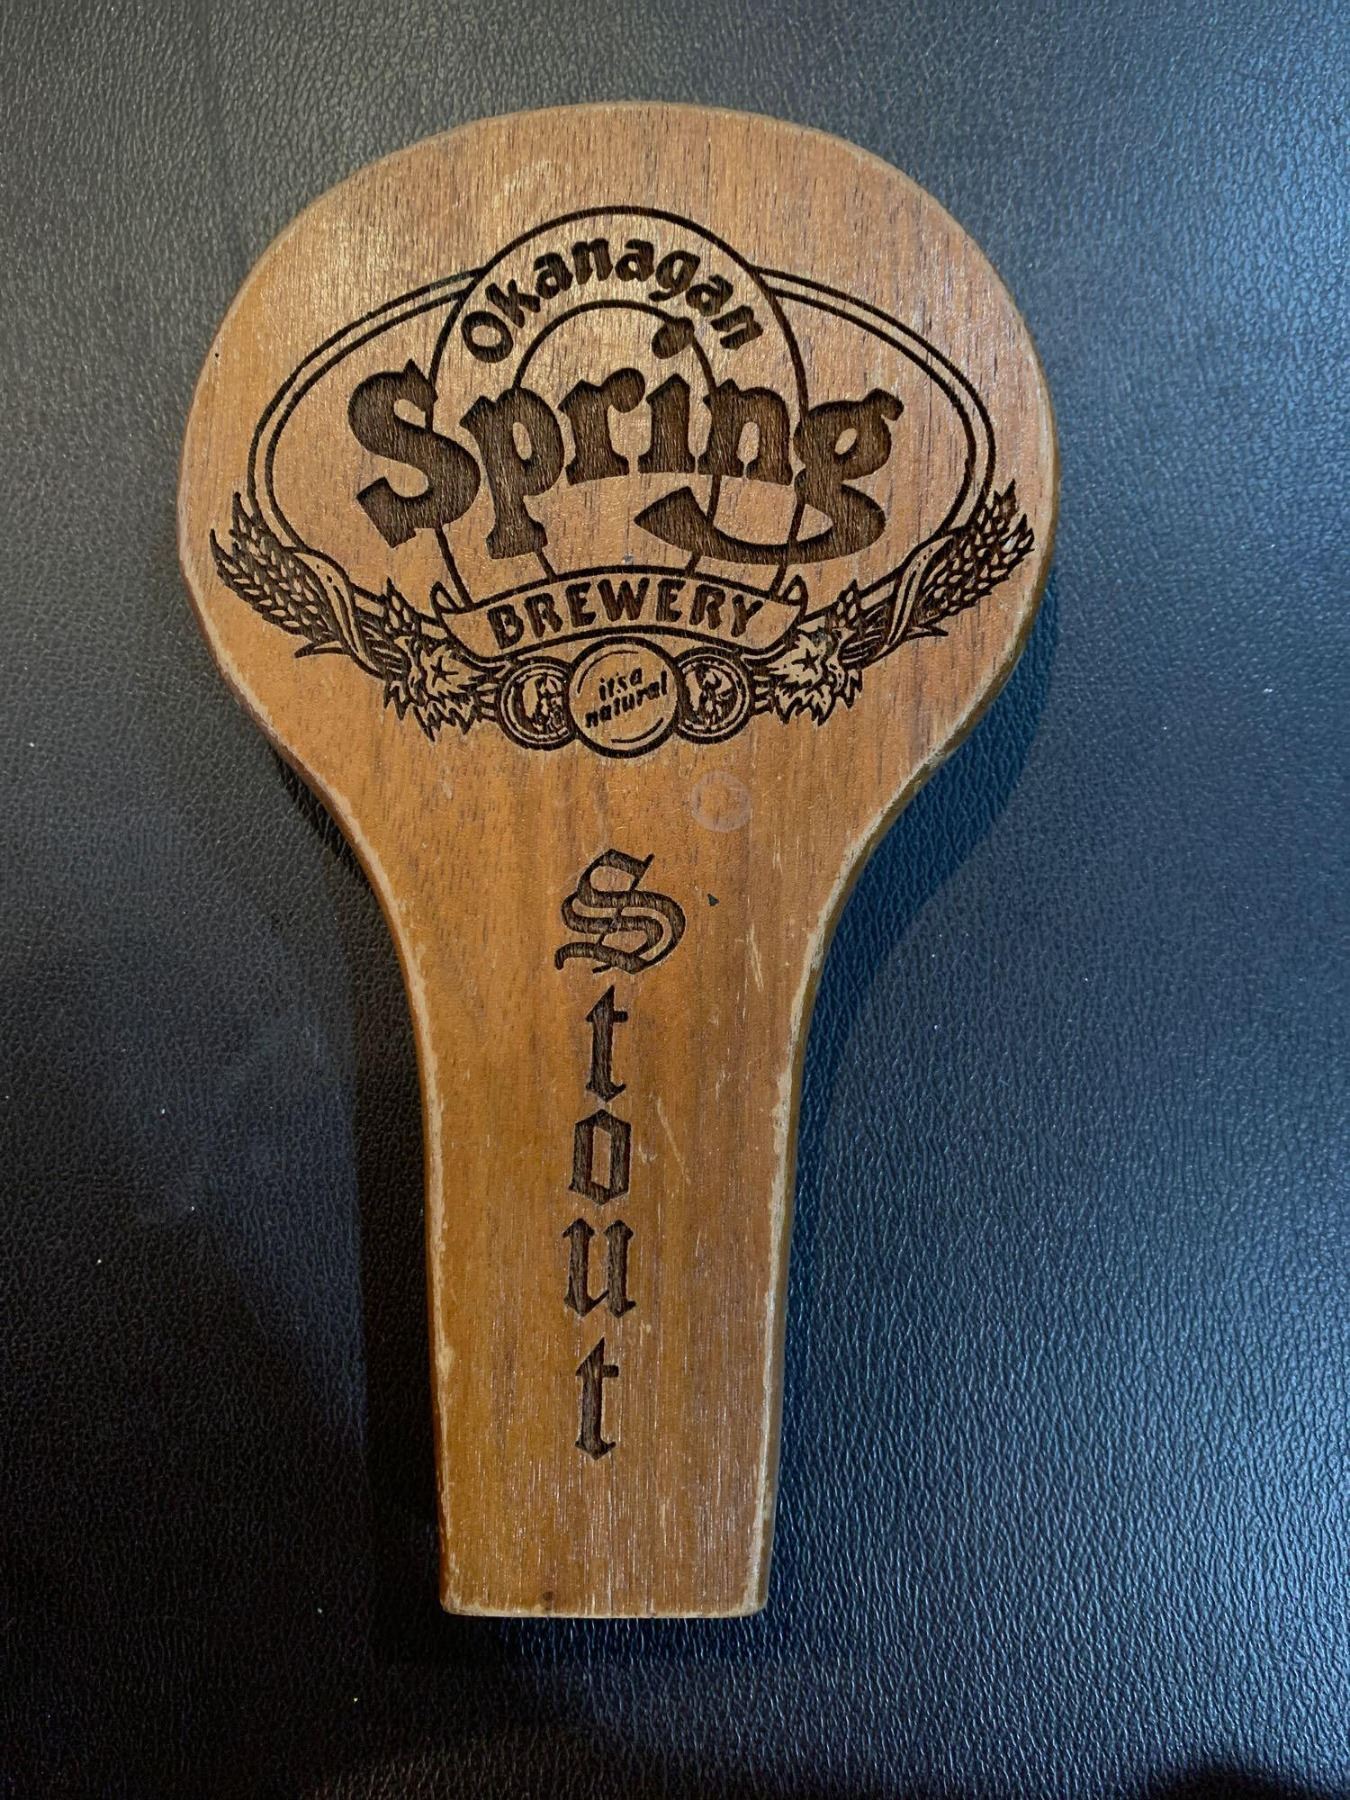 Okanagan
Spring
BREWERY
it's a
natural
Stout